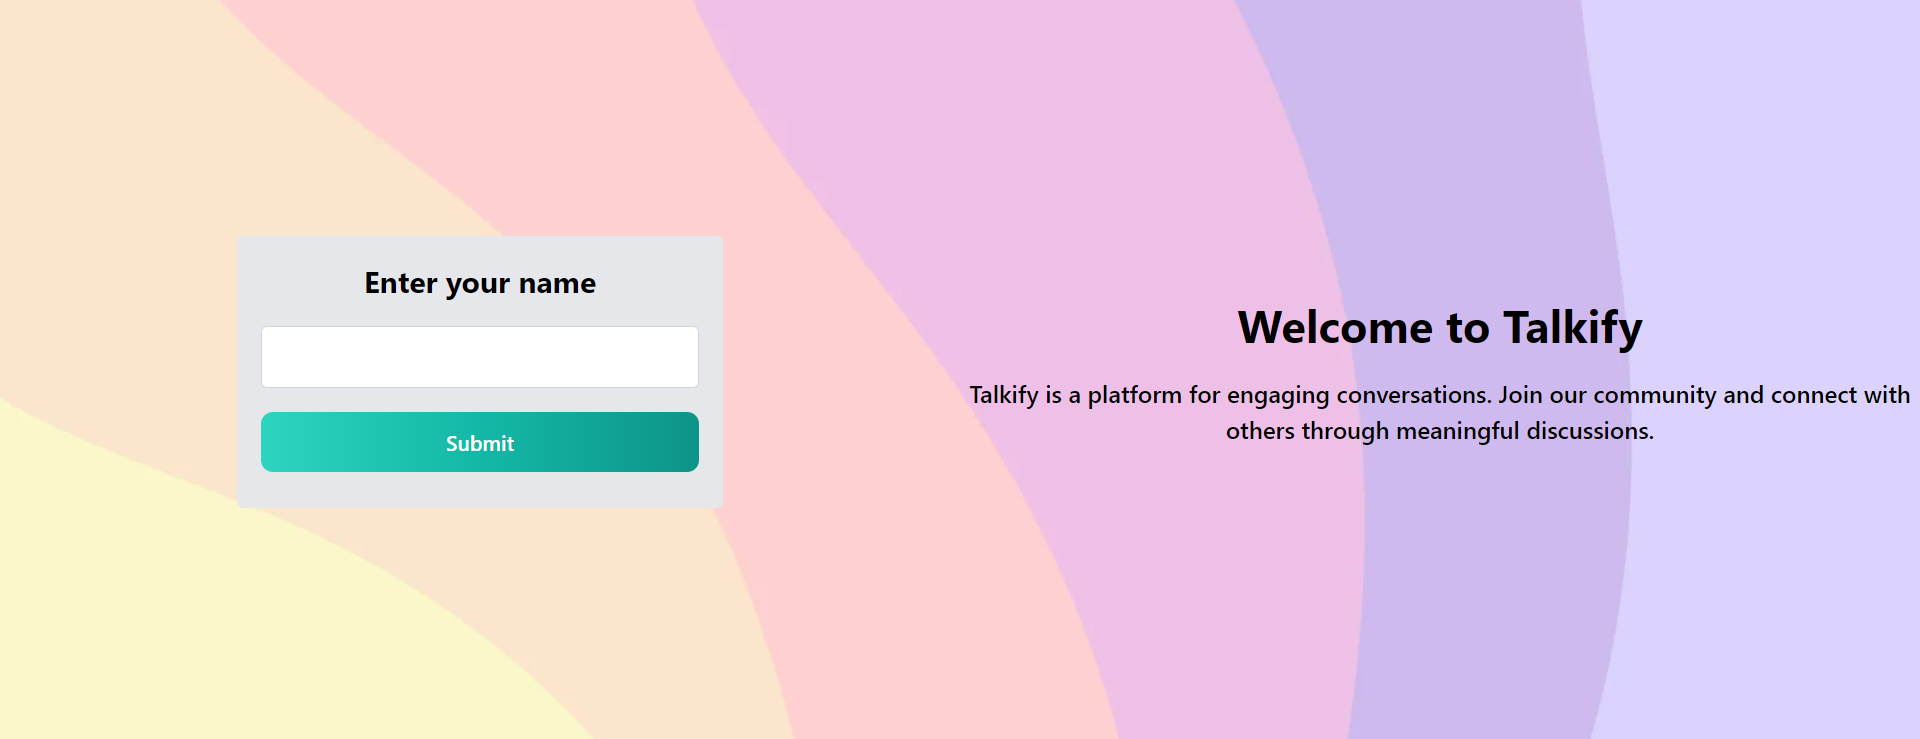 Enter your name
Submit
Welcome to Talkify
Talkify is a platform for engaging conversations. Join our community and connect with
others through meaningful discussions.